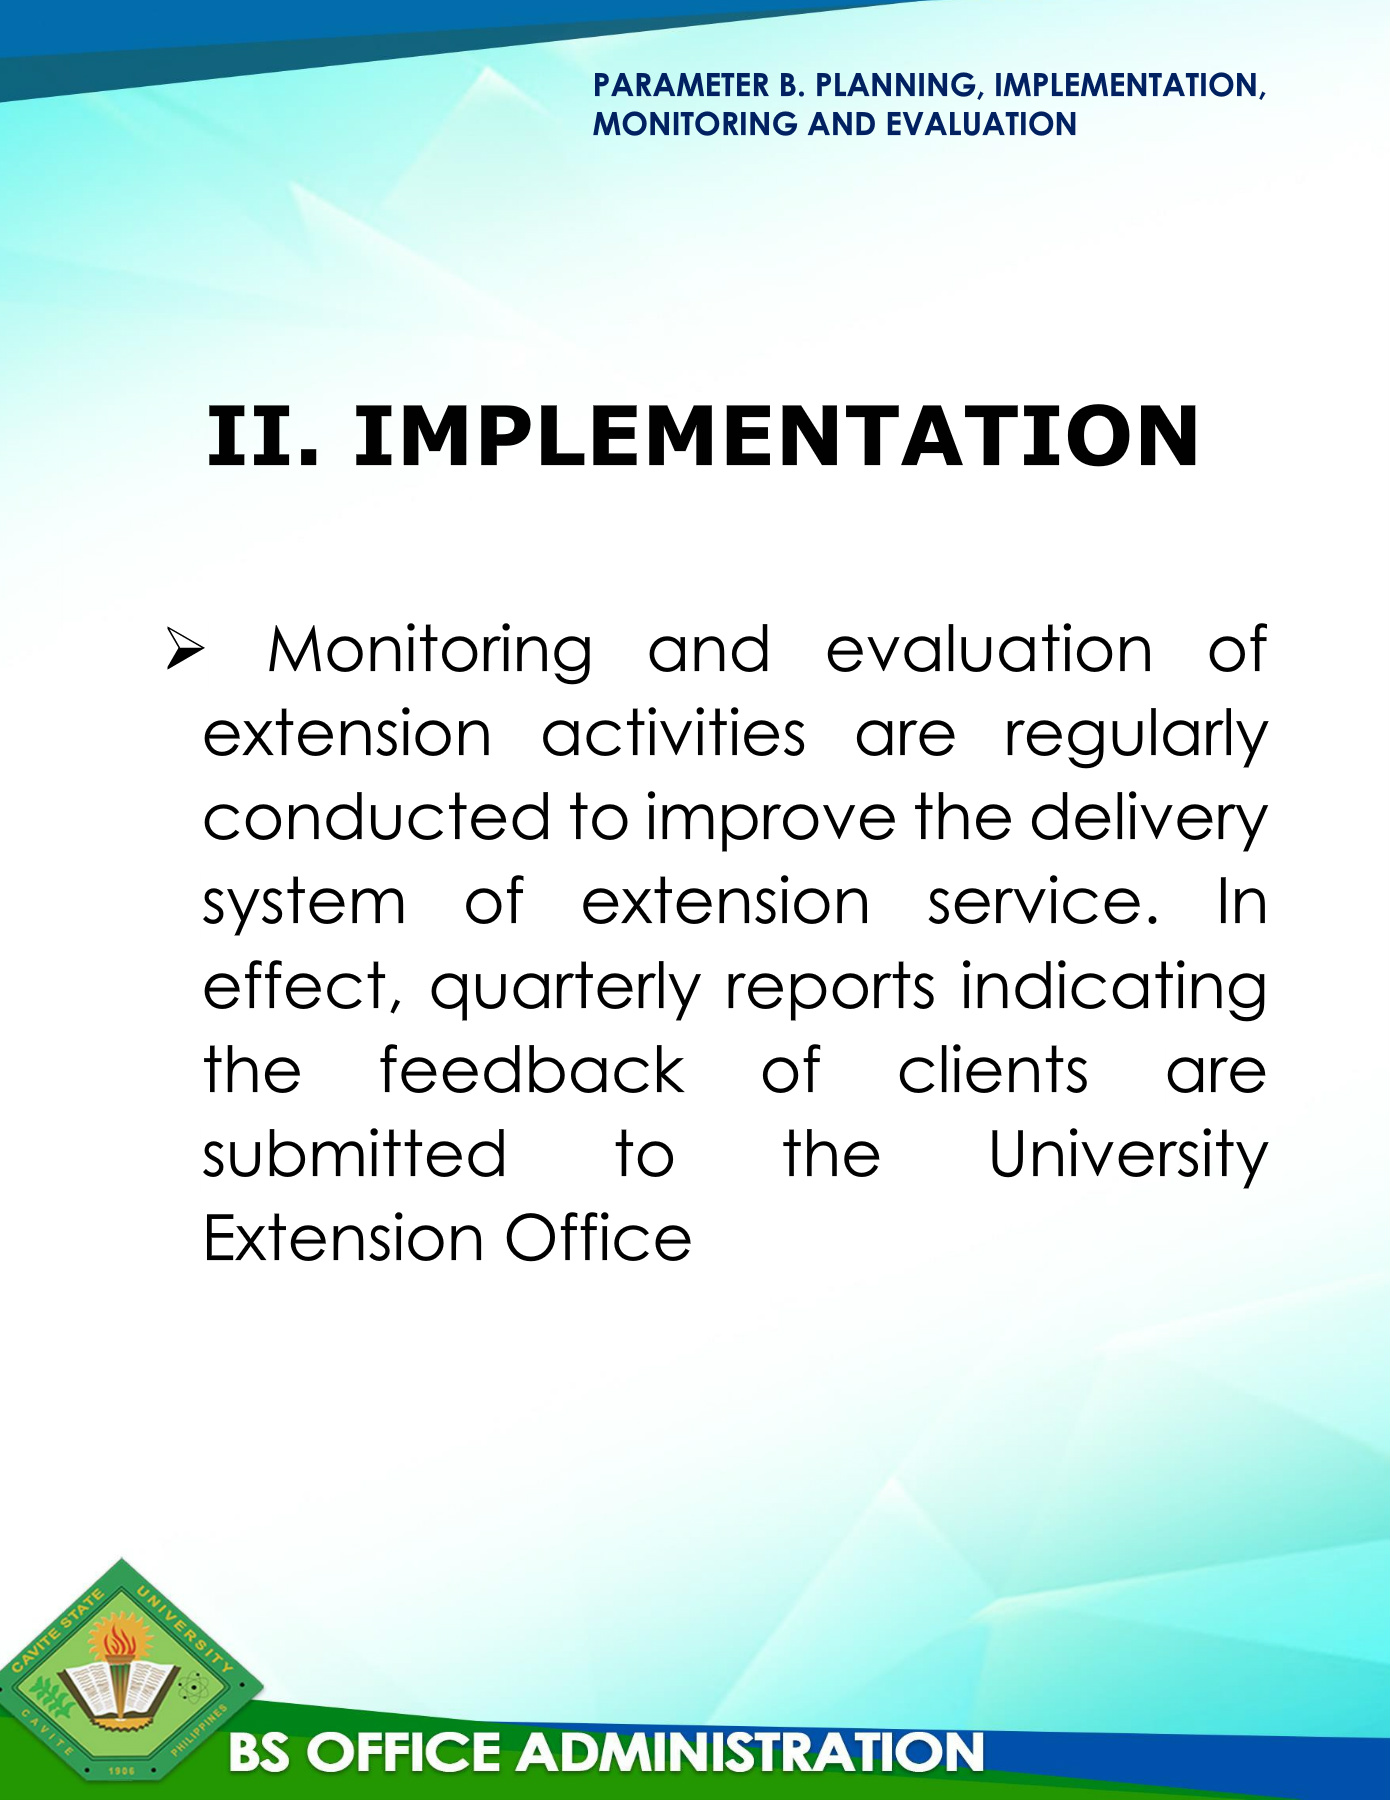 PARAMETER B. PLANNING, IMPLEMENTATION,
MONITORING AND EVALUATION
II. IMPLEMENTATION
➢ Monitoring and evaluation of
extension activities are regularly
conducted to improve the delivery
system of extension service. In
effect, quarterly reports indicating
the feedback of clients are
submitted to the University
Extension Office
CAVITE STATE UNIVERSITY
CAVITE PHILIPPINES
1906
BS OFFICE ADMINISTRATION